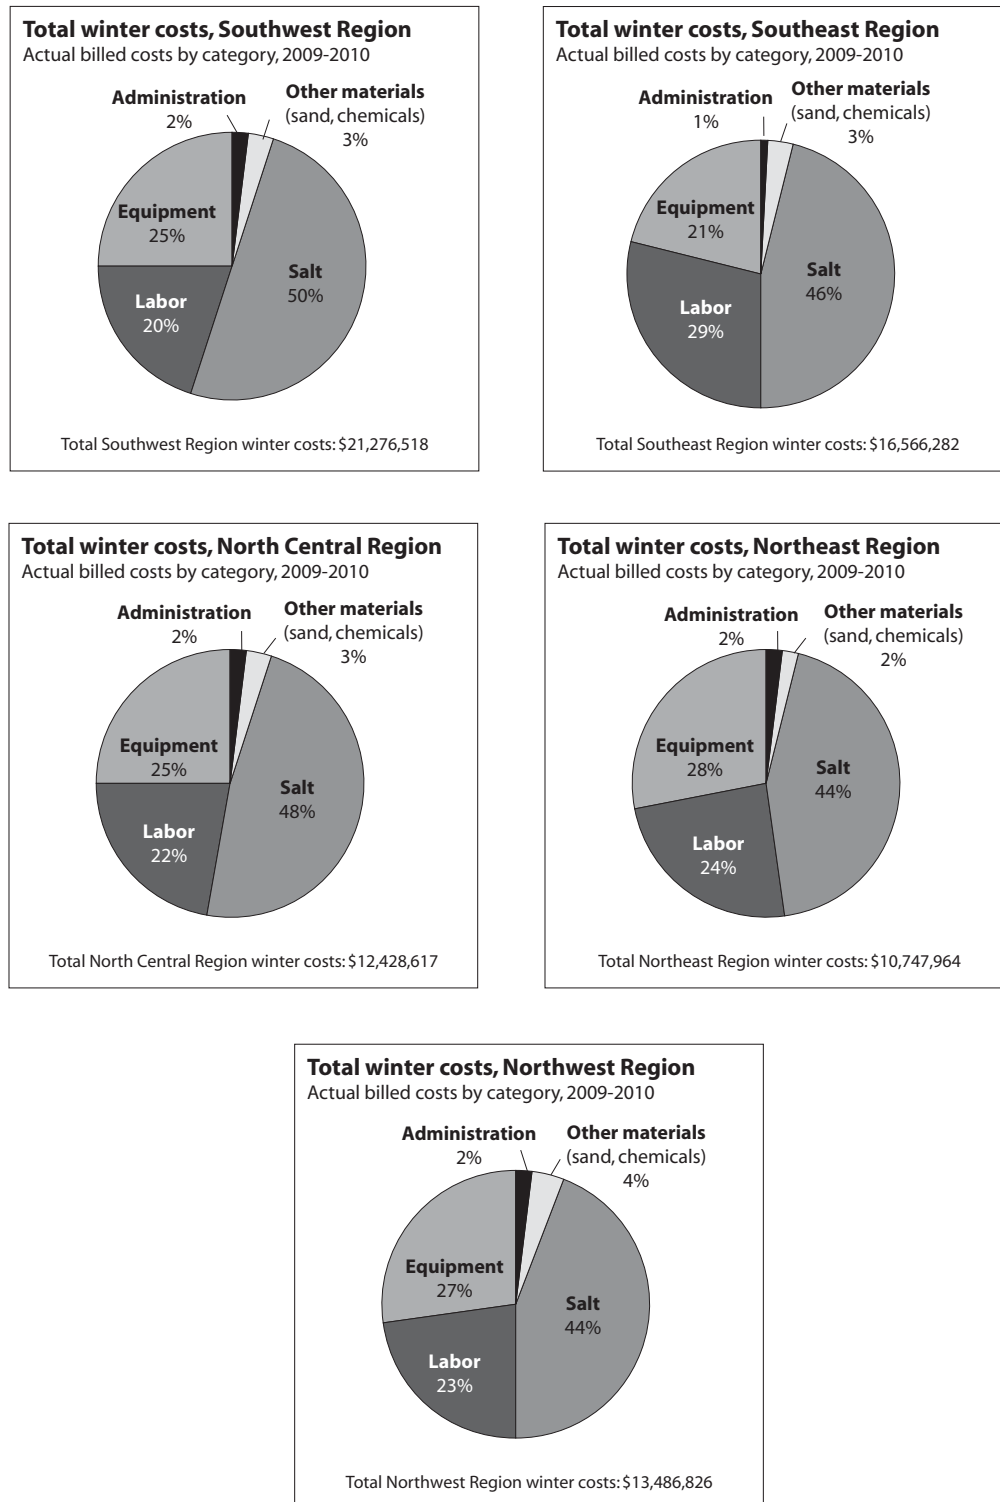 Total winter costs, Southwest Region
Actual billed costs by category, 2009-2010
Administration
2%
Other materials
(sand, chemicals)
3%
Equipment
25%
Salt
50%
Labor
20%
Total Southwest Region winter costs: $21,276,518
Total winter costs, Southeast Region
Actual billed costs by category, 2009-2010
Administration
1%
Other materials
(sand, chemicals)
3%
Equipment
21%
Salt
46%
Labor
29%
Total Southeast Region winter costs: $16,566,282
Total winter costs, North Central Region
Actual billed costs by category, 2009-2010
Administration
2%
Other materials
(sand, chemicals)
3%
Equipment
25%
Salt
48%
Labor
22%
Total North Central Region winter costs: $12,428,617
Total winter costs, Northeast Region
Actual billed costs by category, 2009-2010
Administration
2%
Other materials
(sand, chemicals)
2%
Equipment
28%
Salt
44%
Labor
24%
Total Northeast Region winter costs: $10,747,964
Total winter costs, Northwest Region
Actual billed costs by category, 2009-2010
Administration
2%
Other materials
(sand, chemicals)
4%
Equipment
27%
Salt
44%
Labor
23%
Total Northwest Region winter costs: $13,486,826